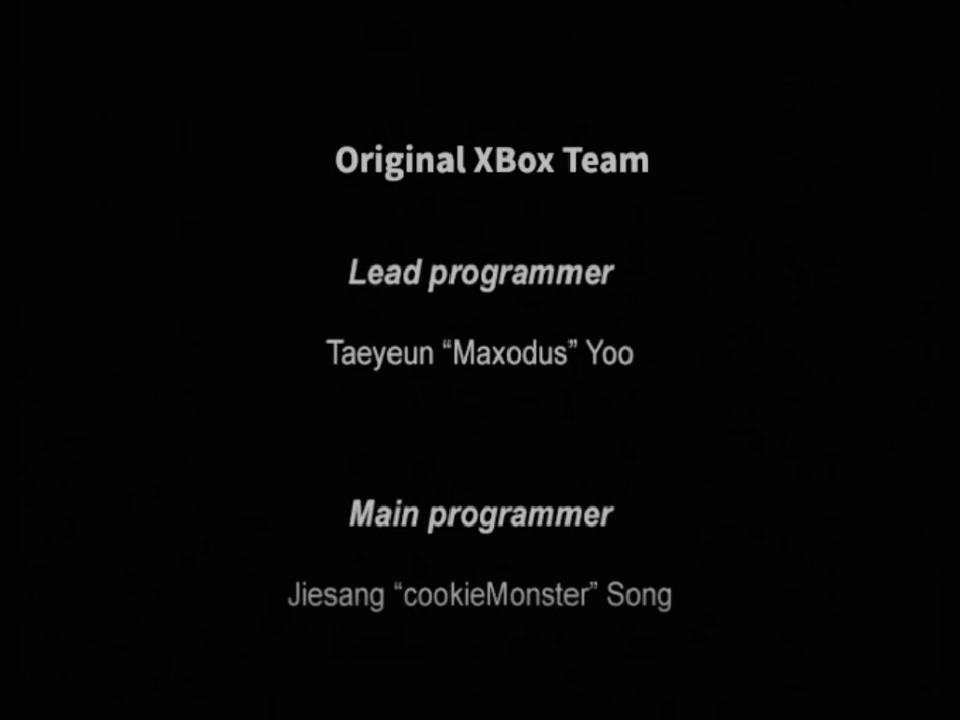 Original XBox Team
Lead programmer
Taeyeun “Maxodus” Yoo
Main programmer
Jiesang “cookieMonster” Song